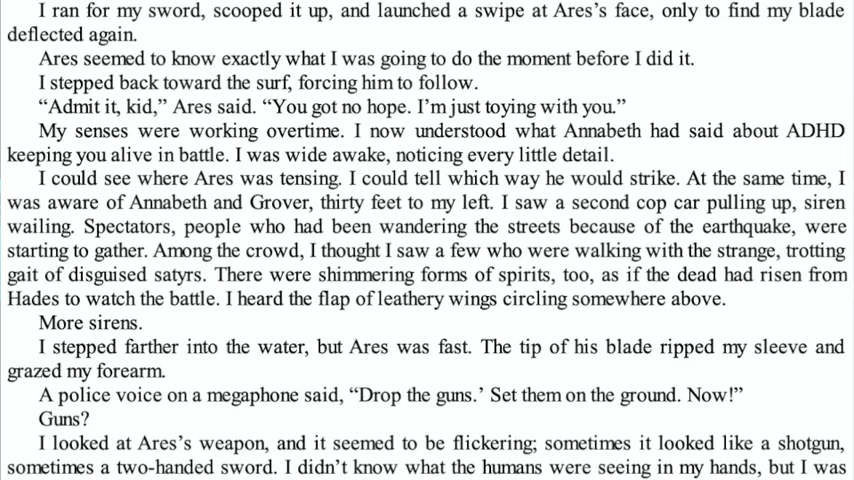 I ran for my sword, scooped it up, and launched a swipe at Ares’s face, only to find my blade
deflected again.
Ares seemed to know exactly what I was going to do the moment before I did it.
I stepped back toward the surf, forcing him to follow.
“Admit it, kid,” Ares said. “You got no hope. I’m just toying with you.”
My senses were working overtime. I now understood what Annabeth had said about ADHD
keeping you alive in battle. I was wide awake, noticing every little detail.
I could see where Ares was tensing. I could tell which way he would strike. At the same time, I
was aware of Annabeth and Grover, thirty feet to my left. I saw a second cop car pulling up, siren
wailing. Spectators, people who had been wandering the streets because of the earthquake, were
starting to gather. Among the crowd, I thought I saw a few who were walking with the strange, trotting
gait of disguised satyrs. There were shimmering forms of spirits, too, as if the dead had risen from
Hades to watch the battle. I heard the flap of leathery wings circling somewhere above.
More sirens.
I stepped farther into the water, but Ares was fast. The tip of his blade ripped my sleeve and
grazed my forearm.
A police voice on a megaphone said, “Drop the guns.’ Set them on the ground. Now!”
Guns?
I looked at Ares’s weapon, and it seemed to be flickering; sometimes it looked like a shotgun,
sometimes a two-handed sword. I didn’t know what the humans were seeing in my hands, but I was